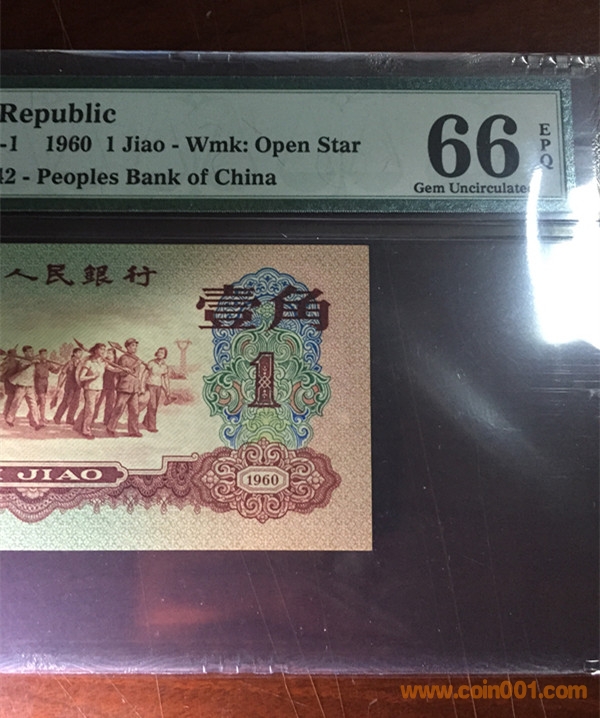 Republic
-1 1960 1 Jiao - Wmk: Open Star
42 - Peoples Bank of China
66
EPQ
Gem Uncirculated
人民銀行
壹角
1
JIAO
1960
www.coin001.com